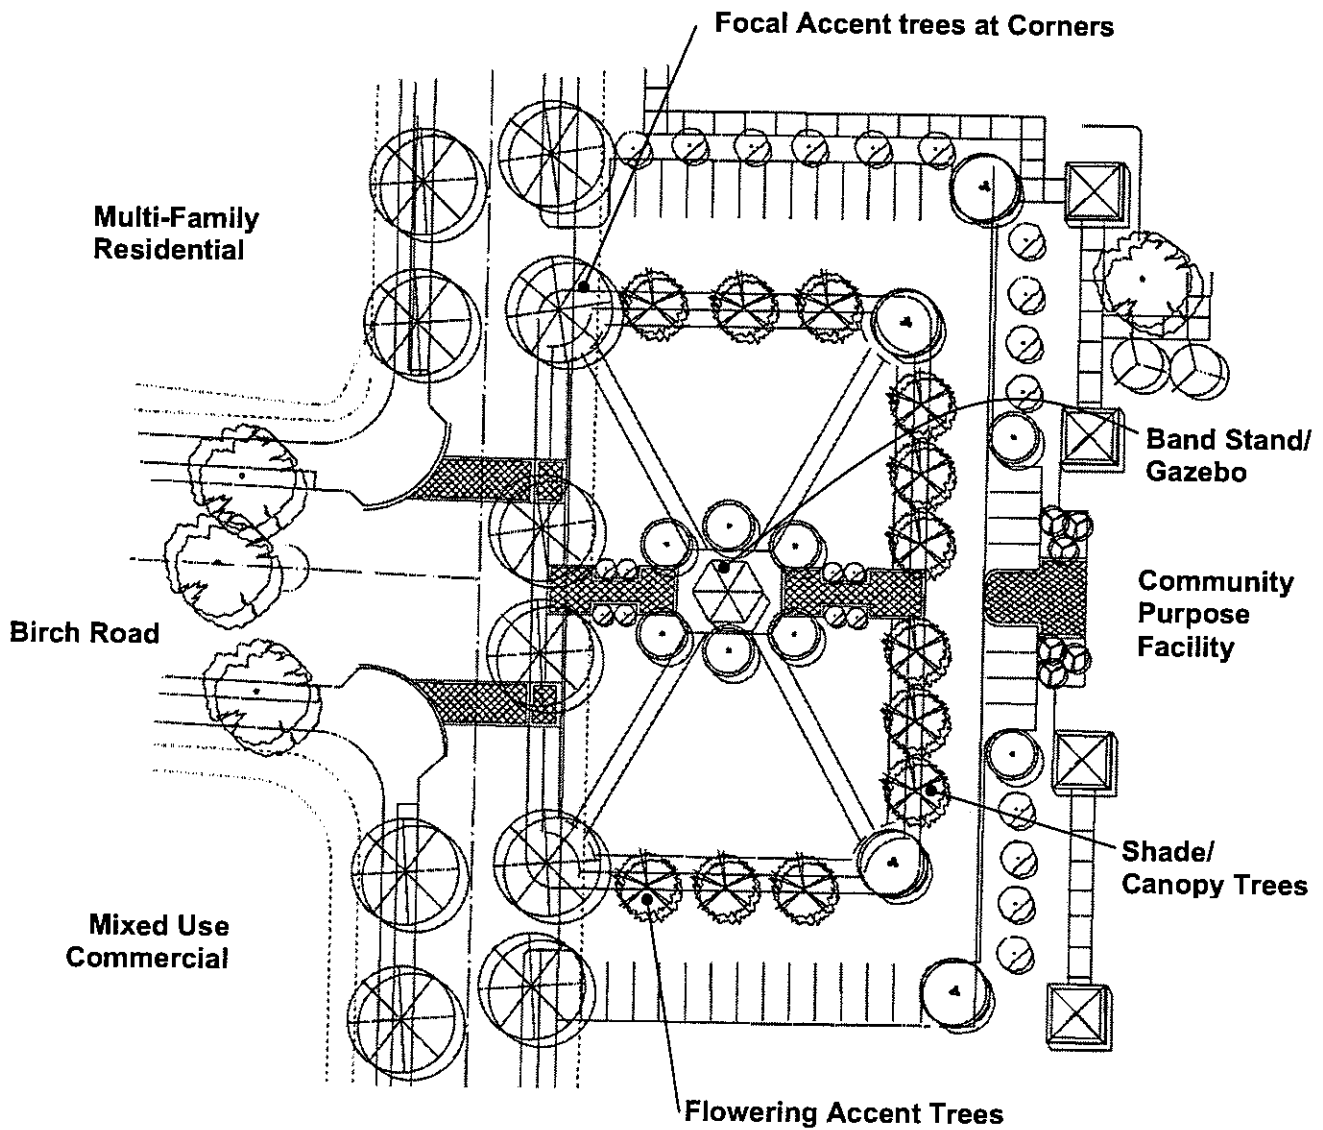 Focal Accent trees at Corners
Multi-Family
Residential
Band Stand/
Gazebo
Community
Purpose
Facility
Birch Road
Shade/
Canopy Trees
Mixed Use
Commercial
Flowering Accent Trees